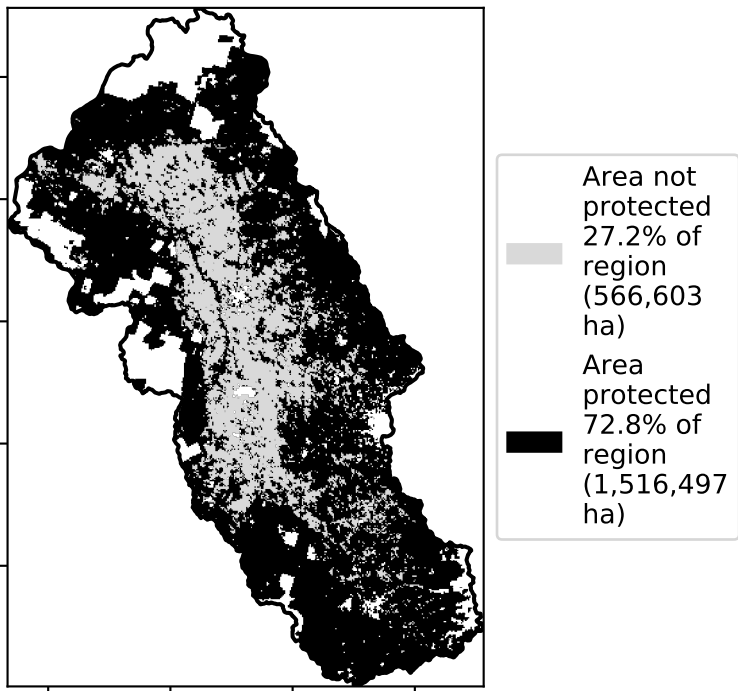 Area not
protected
27.2% of
region
(566,603
ha)
Area
protected
72.8% of
region
(1,516,497
ha)